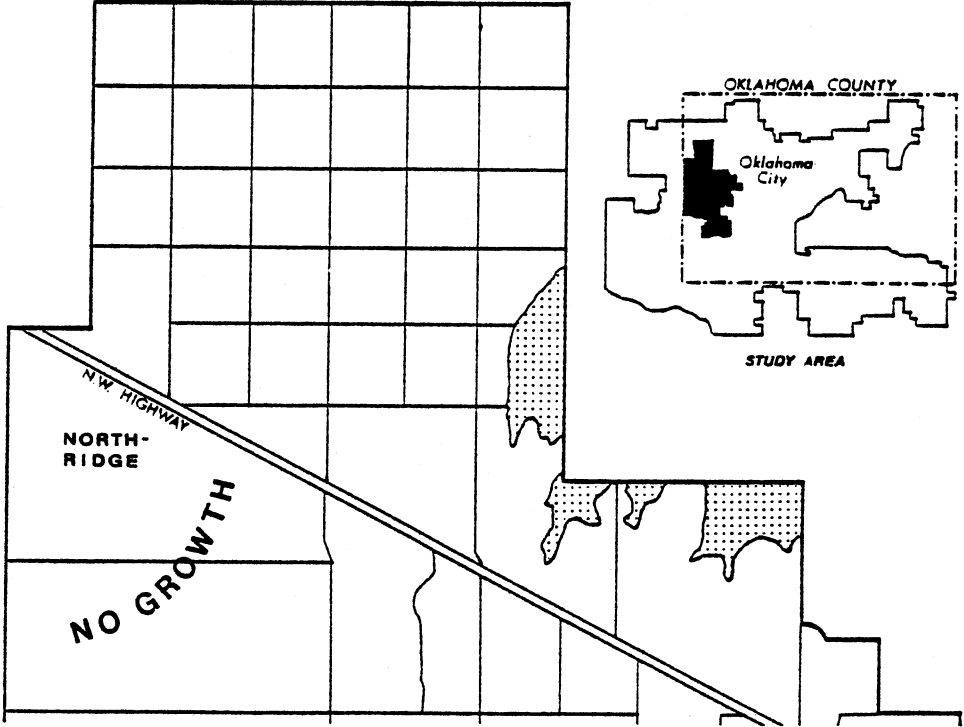 OKLAHOMA COUNTY
Oklahoma
City
STUDY AREA
N.W. HIGHWAY
NORTH-
RIDGE
NO GROWTH